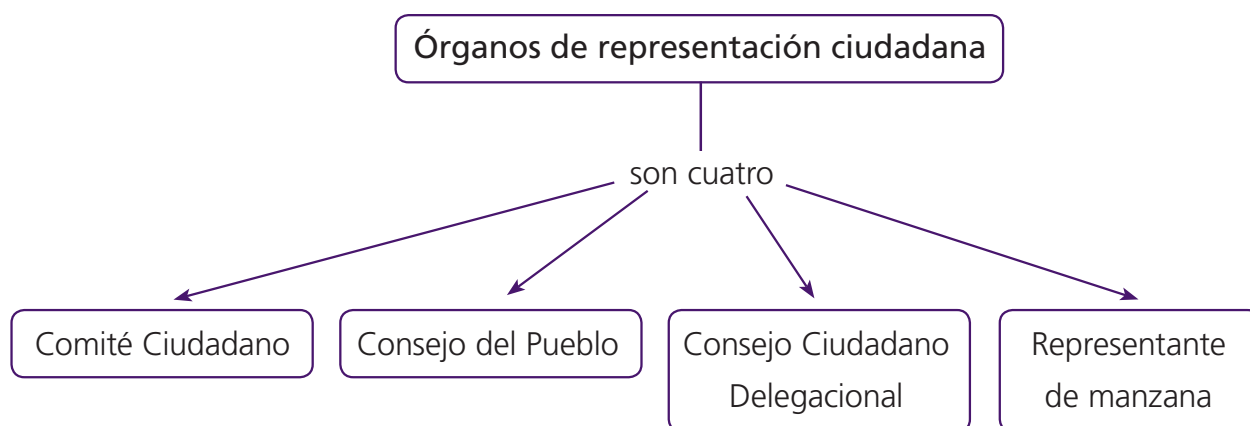 Órganos de representación ciudadana
son cuatro
Comité Ciudadano
Consejo del Pueblo
Consejo Ciudadano
Delegacional
Representante
de manzana